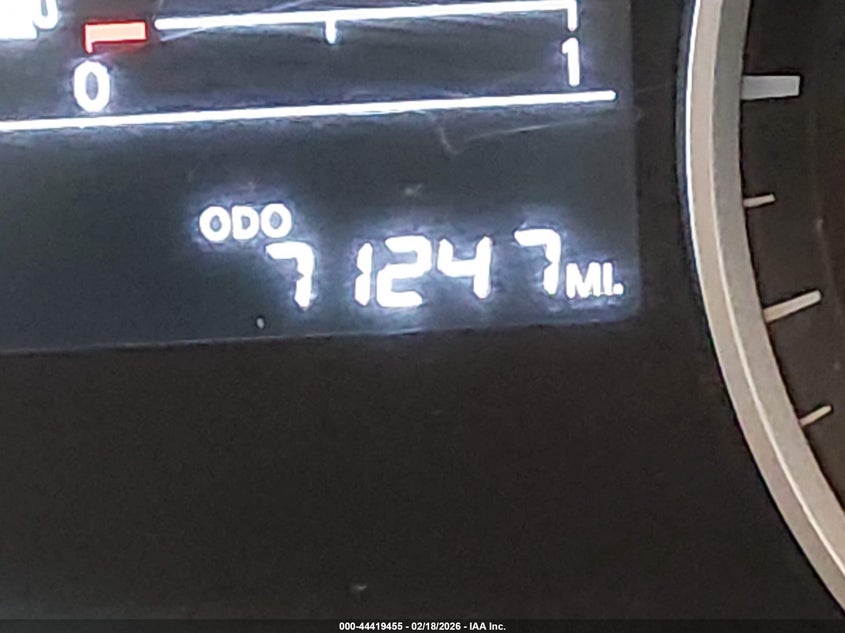 0 1
ODO
71247 MI.
000-44419455 - 02/18/2026 - IAA Inc.